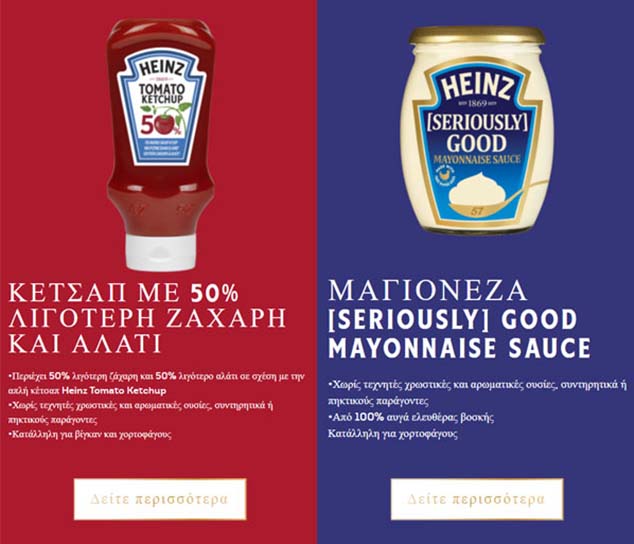 HEINZ
1869
TOMATO
KETCHUP
50%
ΚΕΤΣΑΠ ΜΕ 50%
ΛΙΓΟΤΕΡΗ ΖΑΧΑΡΗ
ΚΑΙ ΑΛΑΤΙ
•Περιέχει 50% λιγότερη ζάχαρη και 50% λιγότερο αλάτι σε σχέση με την
απλή κέτσαπ Heinz Tomato Ketchup
•Χωρίς τεχνητές χρωστικές και αρωματικές ουσίες, συντηρητικά ή
πηκτικούς παράγοντες
•Κατάλληλη για βίγκαν και χορτοφάγους
Δείτε περισσότερα
HEINZ
EST 1869
[SERIOUSLY]
GOOD
MAYONNAISE SAUCE
57
ΜΑΓΙΟΝΕΖΑ
[SERIOUSLY] GOOD
MAYONNAISE SAUCE
•Χωρίς τεχνητές χρωστικές και αρωματικές ουσίες, συντηρητικά ή
πηκτικούς παράγοντες
•Από 100% αυγά ελευθέρας βοσκής
Κατάλληλη για χορτοφάγους
Δείτε περισσότερα